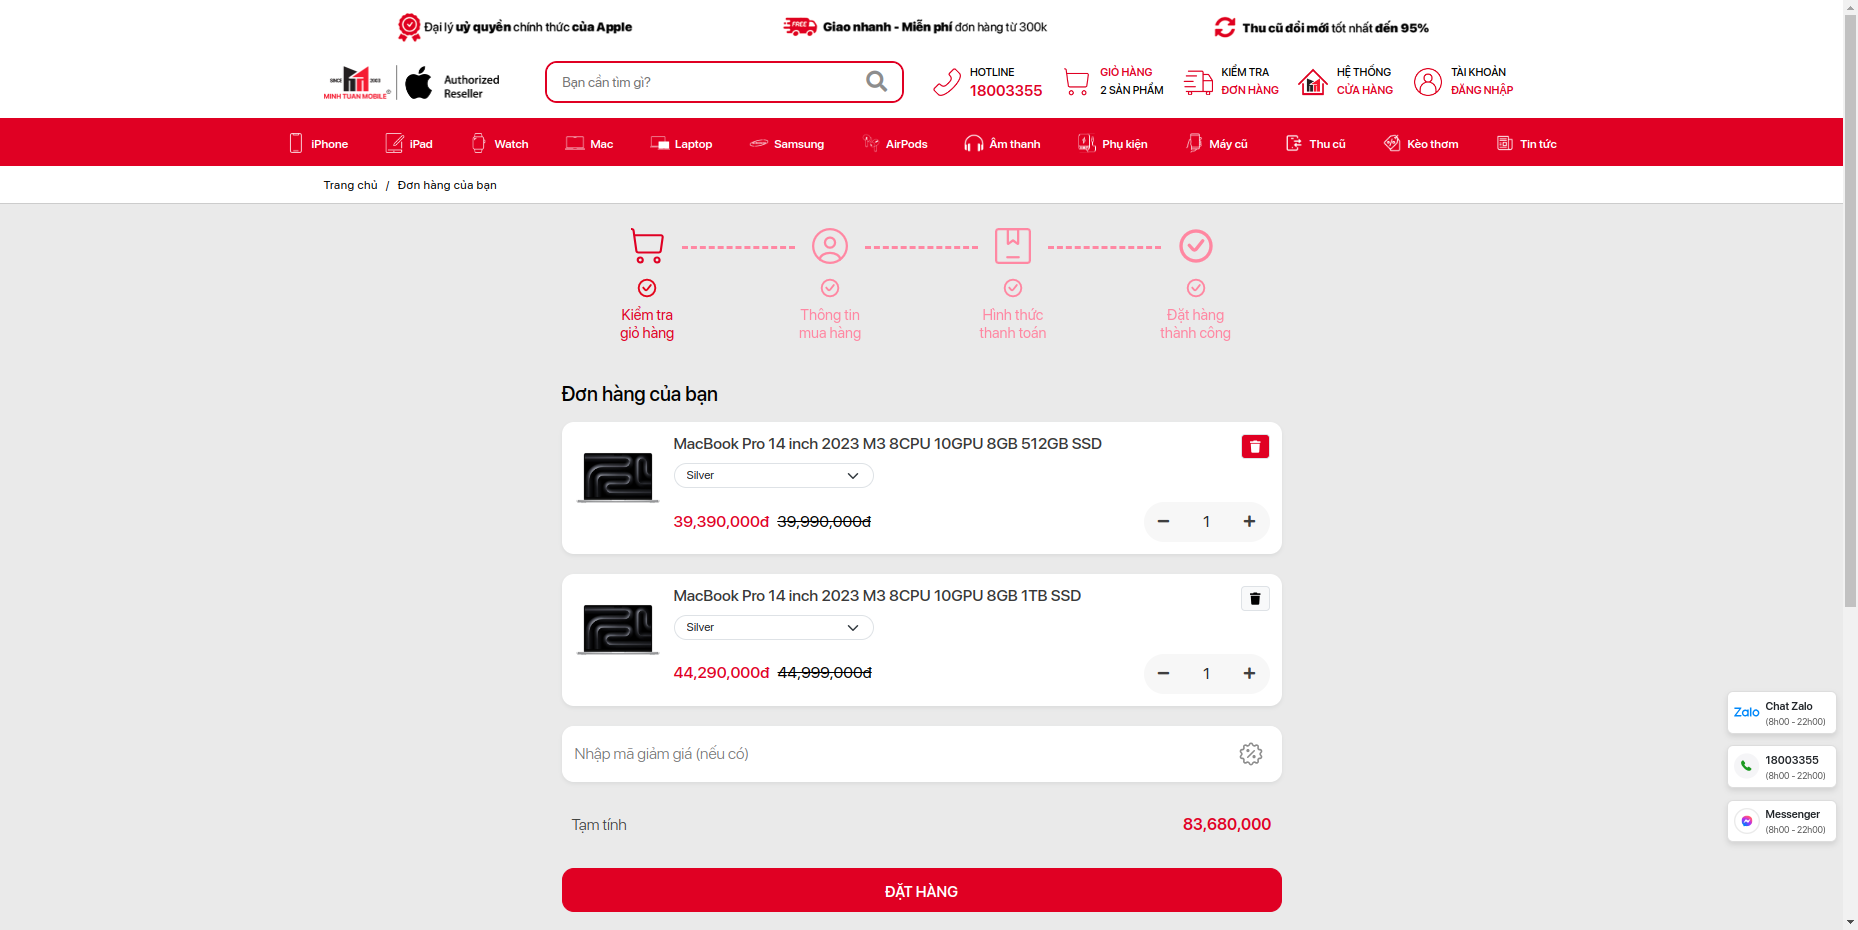 Đại lý uỷ quyền chính thức của Apple
FREE Giao nhanh - Miễn phí đơn hàng từ 300k
Thu cũ đổi mới tốt nhất đến 95%
SINCE 2003
MINH TUAN MOBILE®
Authorized
Reseller
Bạn cần tìm gì?
HOTLINE
18003355
GIỎ HÀNG
2 SẢN PHẨM
KIỂM TRA
ĐƠN HÀNG
HỆ THỐNG
CỬA HÀNG
TÀI KHOẢN
ĐĂNG NHẬP
iPhone
iPad
Watch
Mac
Laptop
Samsung
AirPods
Âm thanh
Phụ kiện
Máy cũ
Thu cũ
Kèo thơm
Tin tức
Trang chủ / Đơn hàng của bạn
Kiểm tra
giỏ hàng
Thông tin
mua hàng
Hình thức
thanh toán
Đặt hàng
thành công
Đơn hàng của bạn
MacBook Pro 14 inch 2023 M3 8CPU 10GPU 8GB 512GB SSD
Silver
39,390,000đ 39,990,000đ
1
MacBook Pro 14 inch 2023 M3 8CPU 10GPU 8GB 1TB SSD
Silver
44,290,000đ 44,999,000đ
1
Nhập mã giảm giá (nếu có)
Tạm tính 83,680,000
ĐẶT HÀNG
Zalo
Chat Zalo
(8h00 - 22h00)
18003355
(8h00 - 22h00)
Messenger
(8h00 - 22h00)